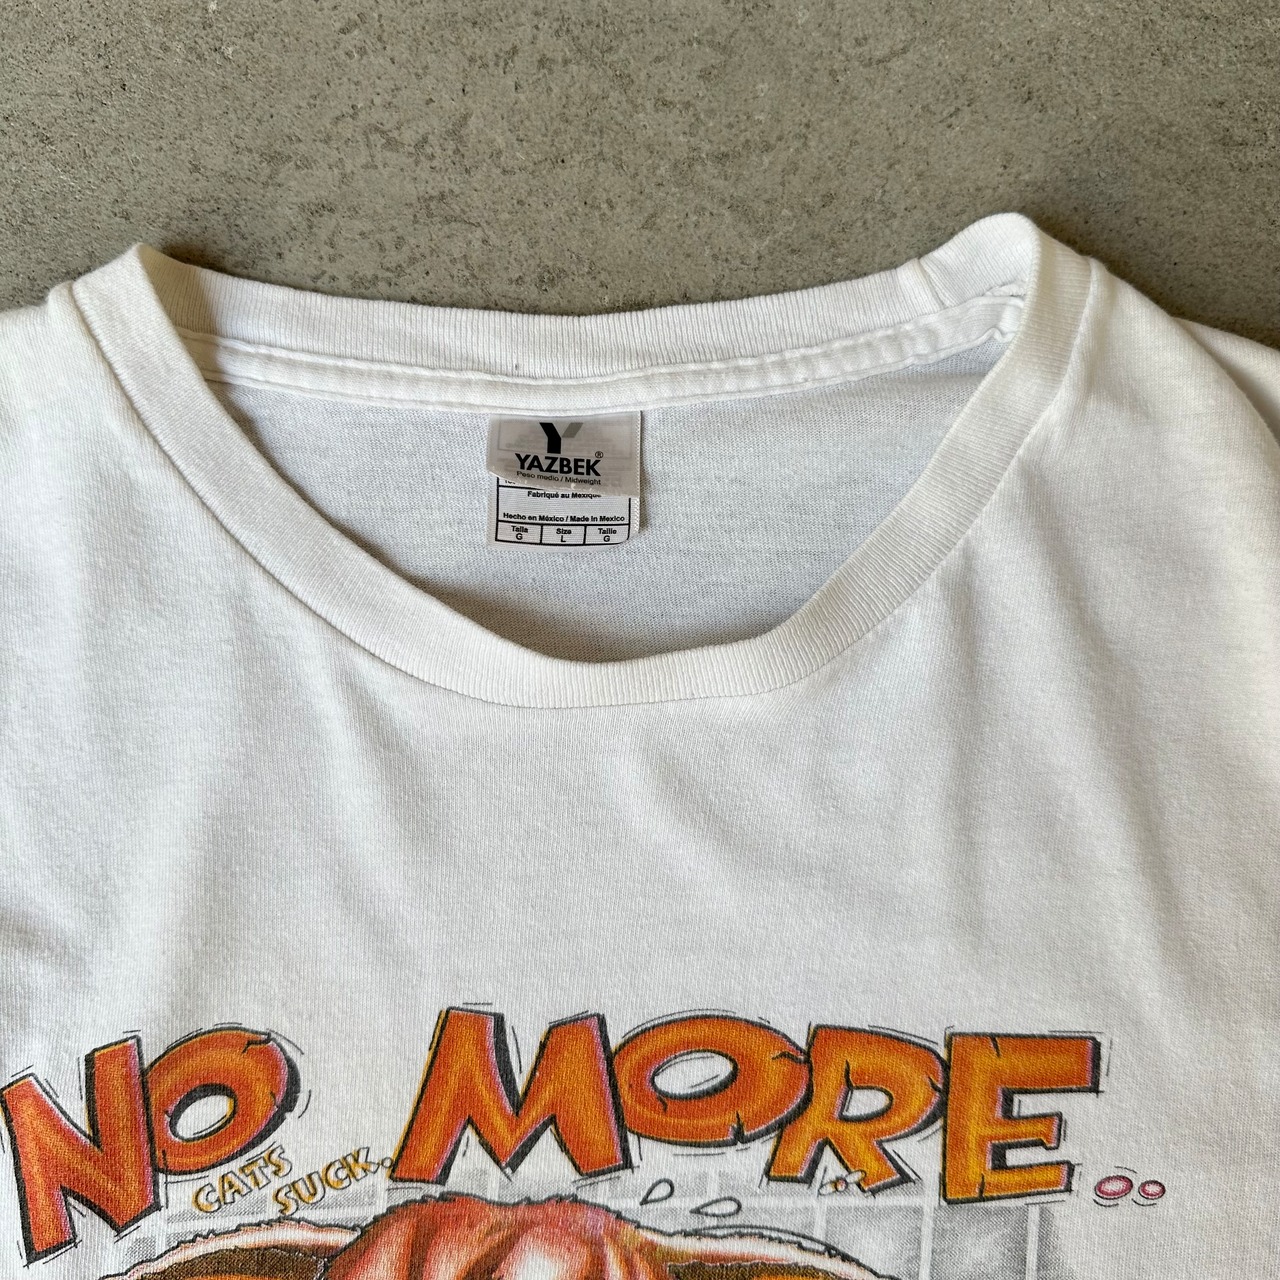 Y
YAZBEK®
Peso medio / Midweight
Fabriqué au Mexique
Hecho en México / Made in Mexico
Talla Size Taille
G L G
NO MORE..
CATS
SUCK.